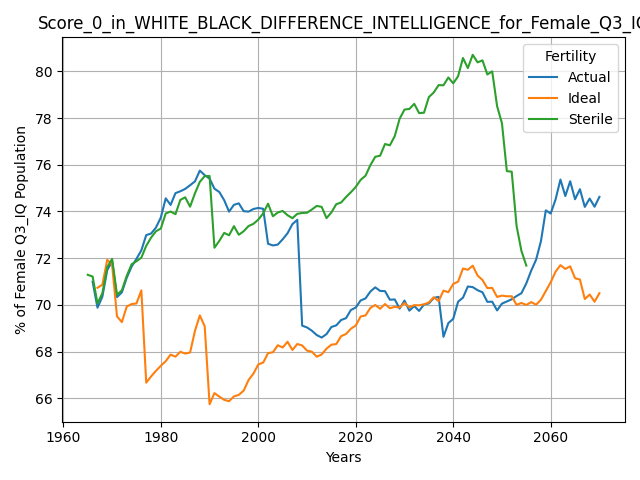 Score_0_in_WHITE_BLACK_DIFFERENCE_INTELLIGENCE_for_Female_Q3_IQ
Fertility
Actual
Ideal
Sterile
% of Female Q3_IQ Population
80
78
76
74
72
70
68
66
1960
1980
2000
2020
2040
2060
Years